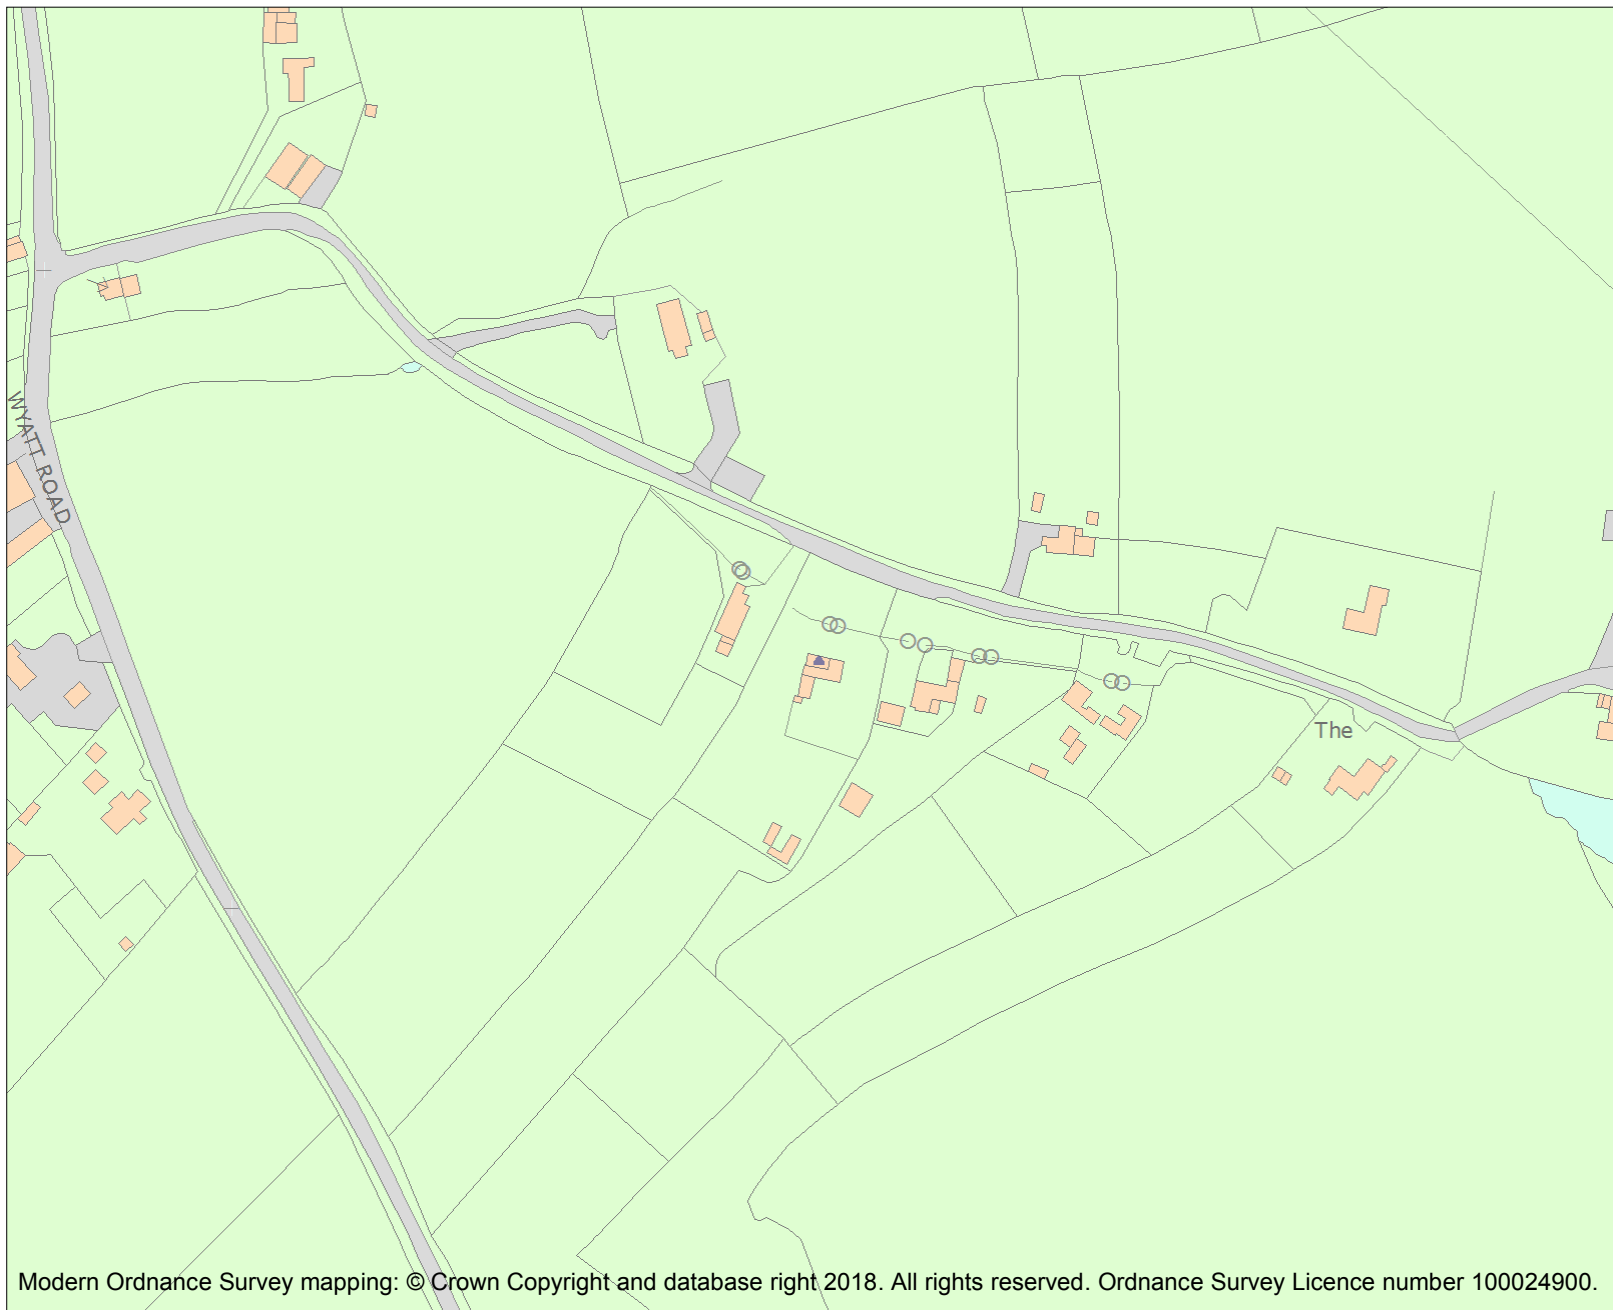 WYATT ROAD
The
Modern Ordnance Survey mapping: © Crown Copyright and database right 2018. All rights reserved. Ordnance Survey Licence number 100024900.